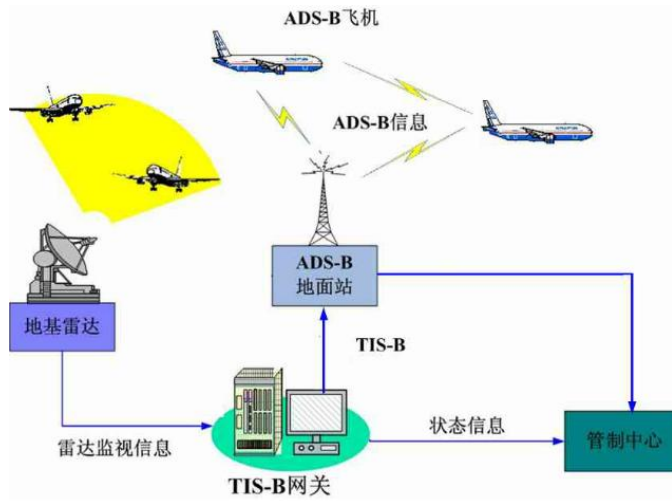 ADS-B飞机
ADS-B信息
ADS-B
地面站
地基雷达
TIS-B
雷达监视信息
状态信息
管制中心
TIS-B网关